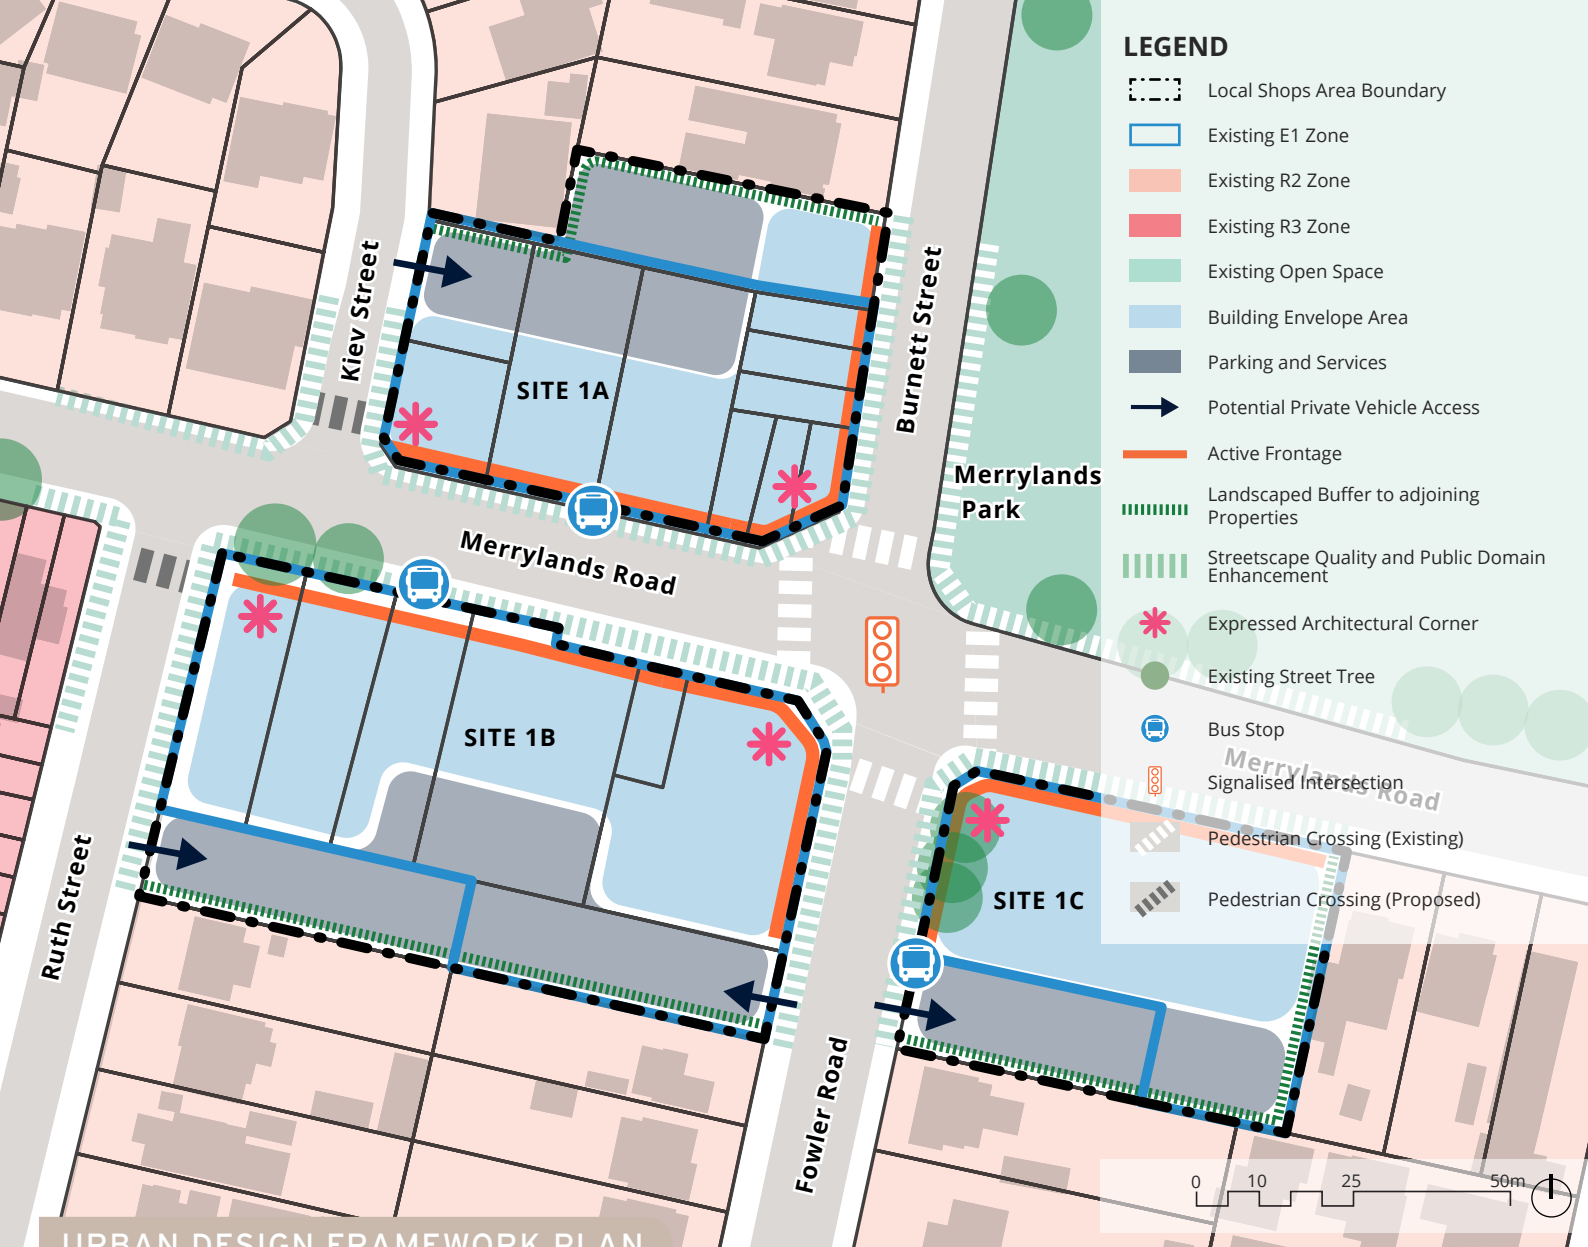 LEGEND
Local Shops Area Boundary
Existing E1 Zone
Existing R2 Zone
Existing R3 Zone
Existing Open Space
Building Envelope Area
Parking and Services
Potential Private Vehicle Access
Active Frontage
Landscaped Buffer to adjoining
Properties
Streetscape Quality and Public Domain
Enhancement
Expressed Architectural Corner
Existing Street Tree
Bus Stop
Signalised Intersection
Pedestrian Crossing (Existing)
Pedestrian Crossing (Proposed)
Kiev Street
Burnett Street
SITE 1A
Merrylands
Park
Merrylands Road
SITE 1B
Merrylands Road
SITE 1C
Ruth Street
Fowler Road
0 10 25 50m
URBAN DESIGN FRAMEWORK PLAN